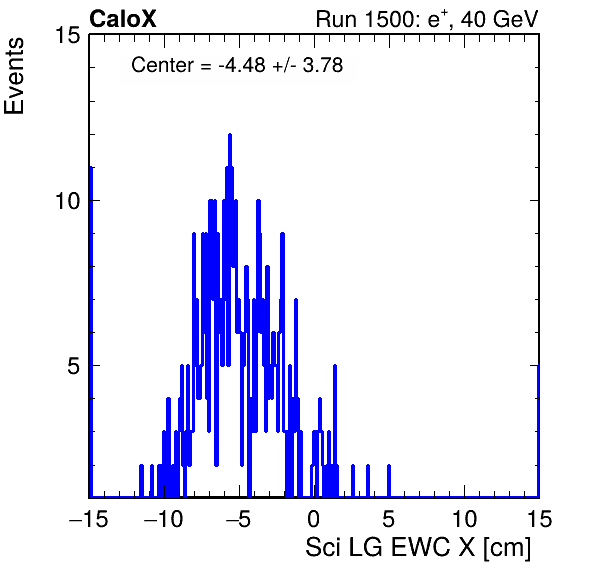 CaloX Run 1500: e⁺, 40 GeV
Center = -4.48 +/- 3.78
Events
15
10
5
−15 −10 −5 0 5 10 15
Sci LG EWC X [cm]